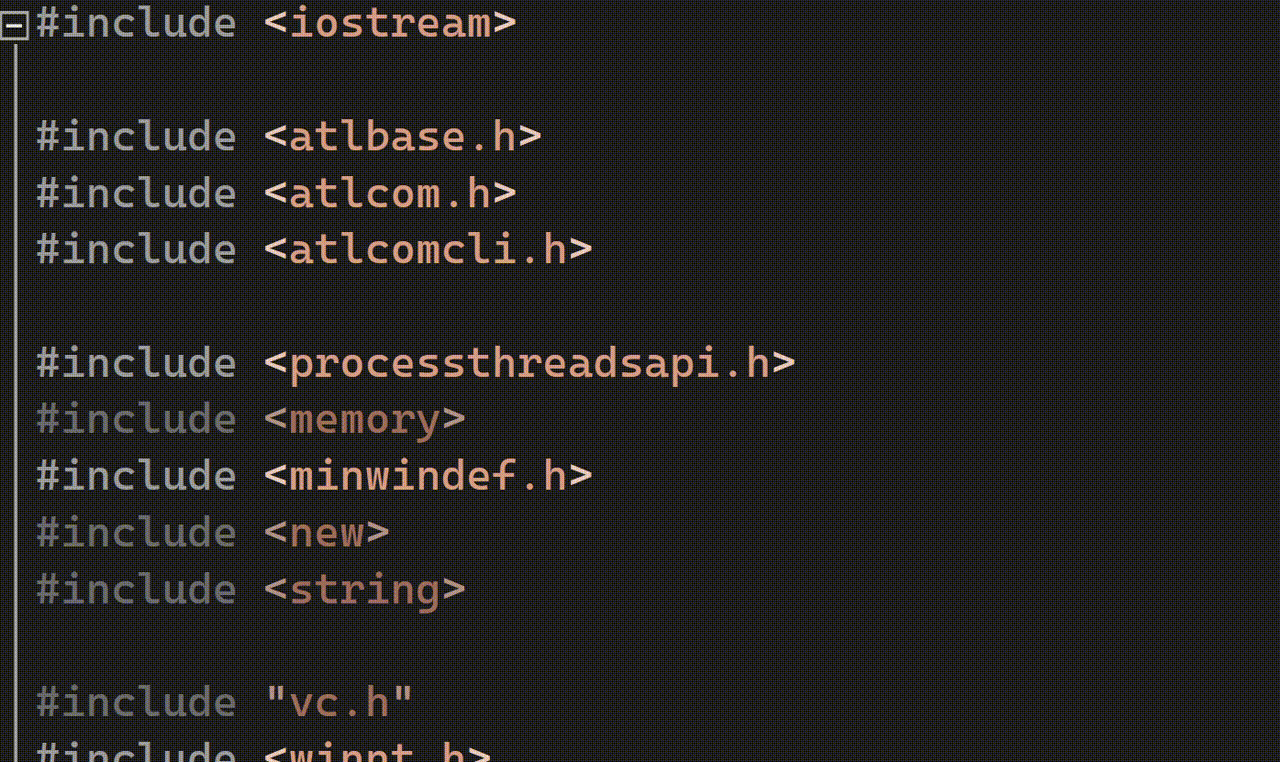 #include <iostream>
#include <atlbase.h>
#include <atlcom.h>
#include <atlcomcli.h>
#include <processthreadsapi.h>
#include <memory>
#include <minwindef.h>
#include <new>
#include <string>
#include "vc.h"
#include <winnt.h>